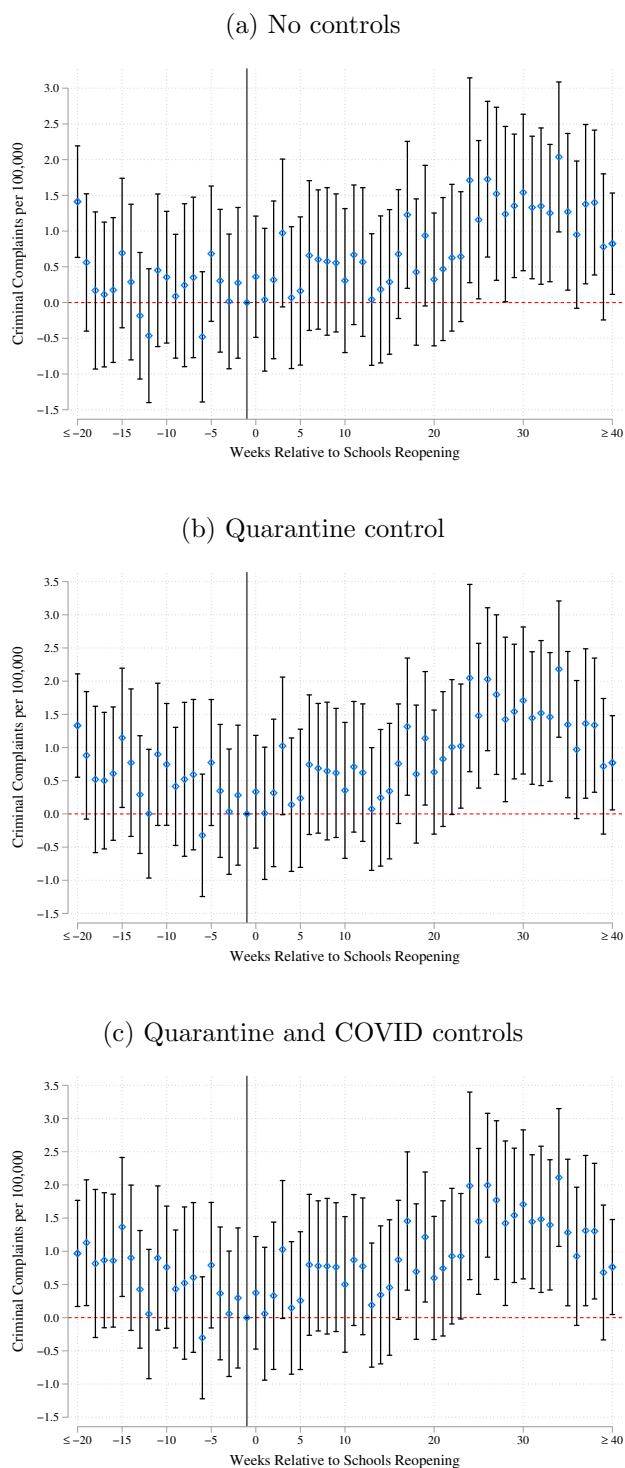 (a) No controls
3.0
2.5
2.0
1.5
1.0
0.5
0.0
−0.5
−1.0
−1.5
Criminal Complaints per 100,000
≤ −20 −15 −10 −5 0 5 10 20 30 ≥ 40
Weeks Relative to Schools Reopening
(b) Quarantine control
3.5
3.0
2.5
2.0
1.5
1.0
0.5
0.0
−0.5
−1.0
−1.5
Criminal Complaints per 100,000
≤ −20 −15 −10 −5 0 5 10 20 30 ≥ 40
Weeks Relative to Schools Reopening
(c) Quarantine and COVID controls
3.5
3.0
2.5
2.0
1.5
1.0
0.5
0.0
−0.5
−1.0
−1.5
Criminal Complaints per 100,000
≤ −20 −15 −10 −5 0 5 10 20 30 ≥ 40
Weeks Relative to Schools Reopening